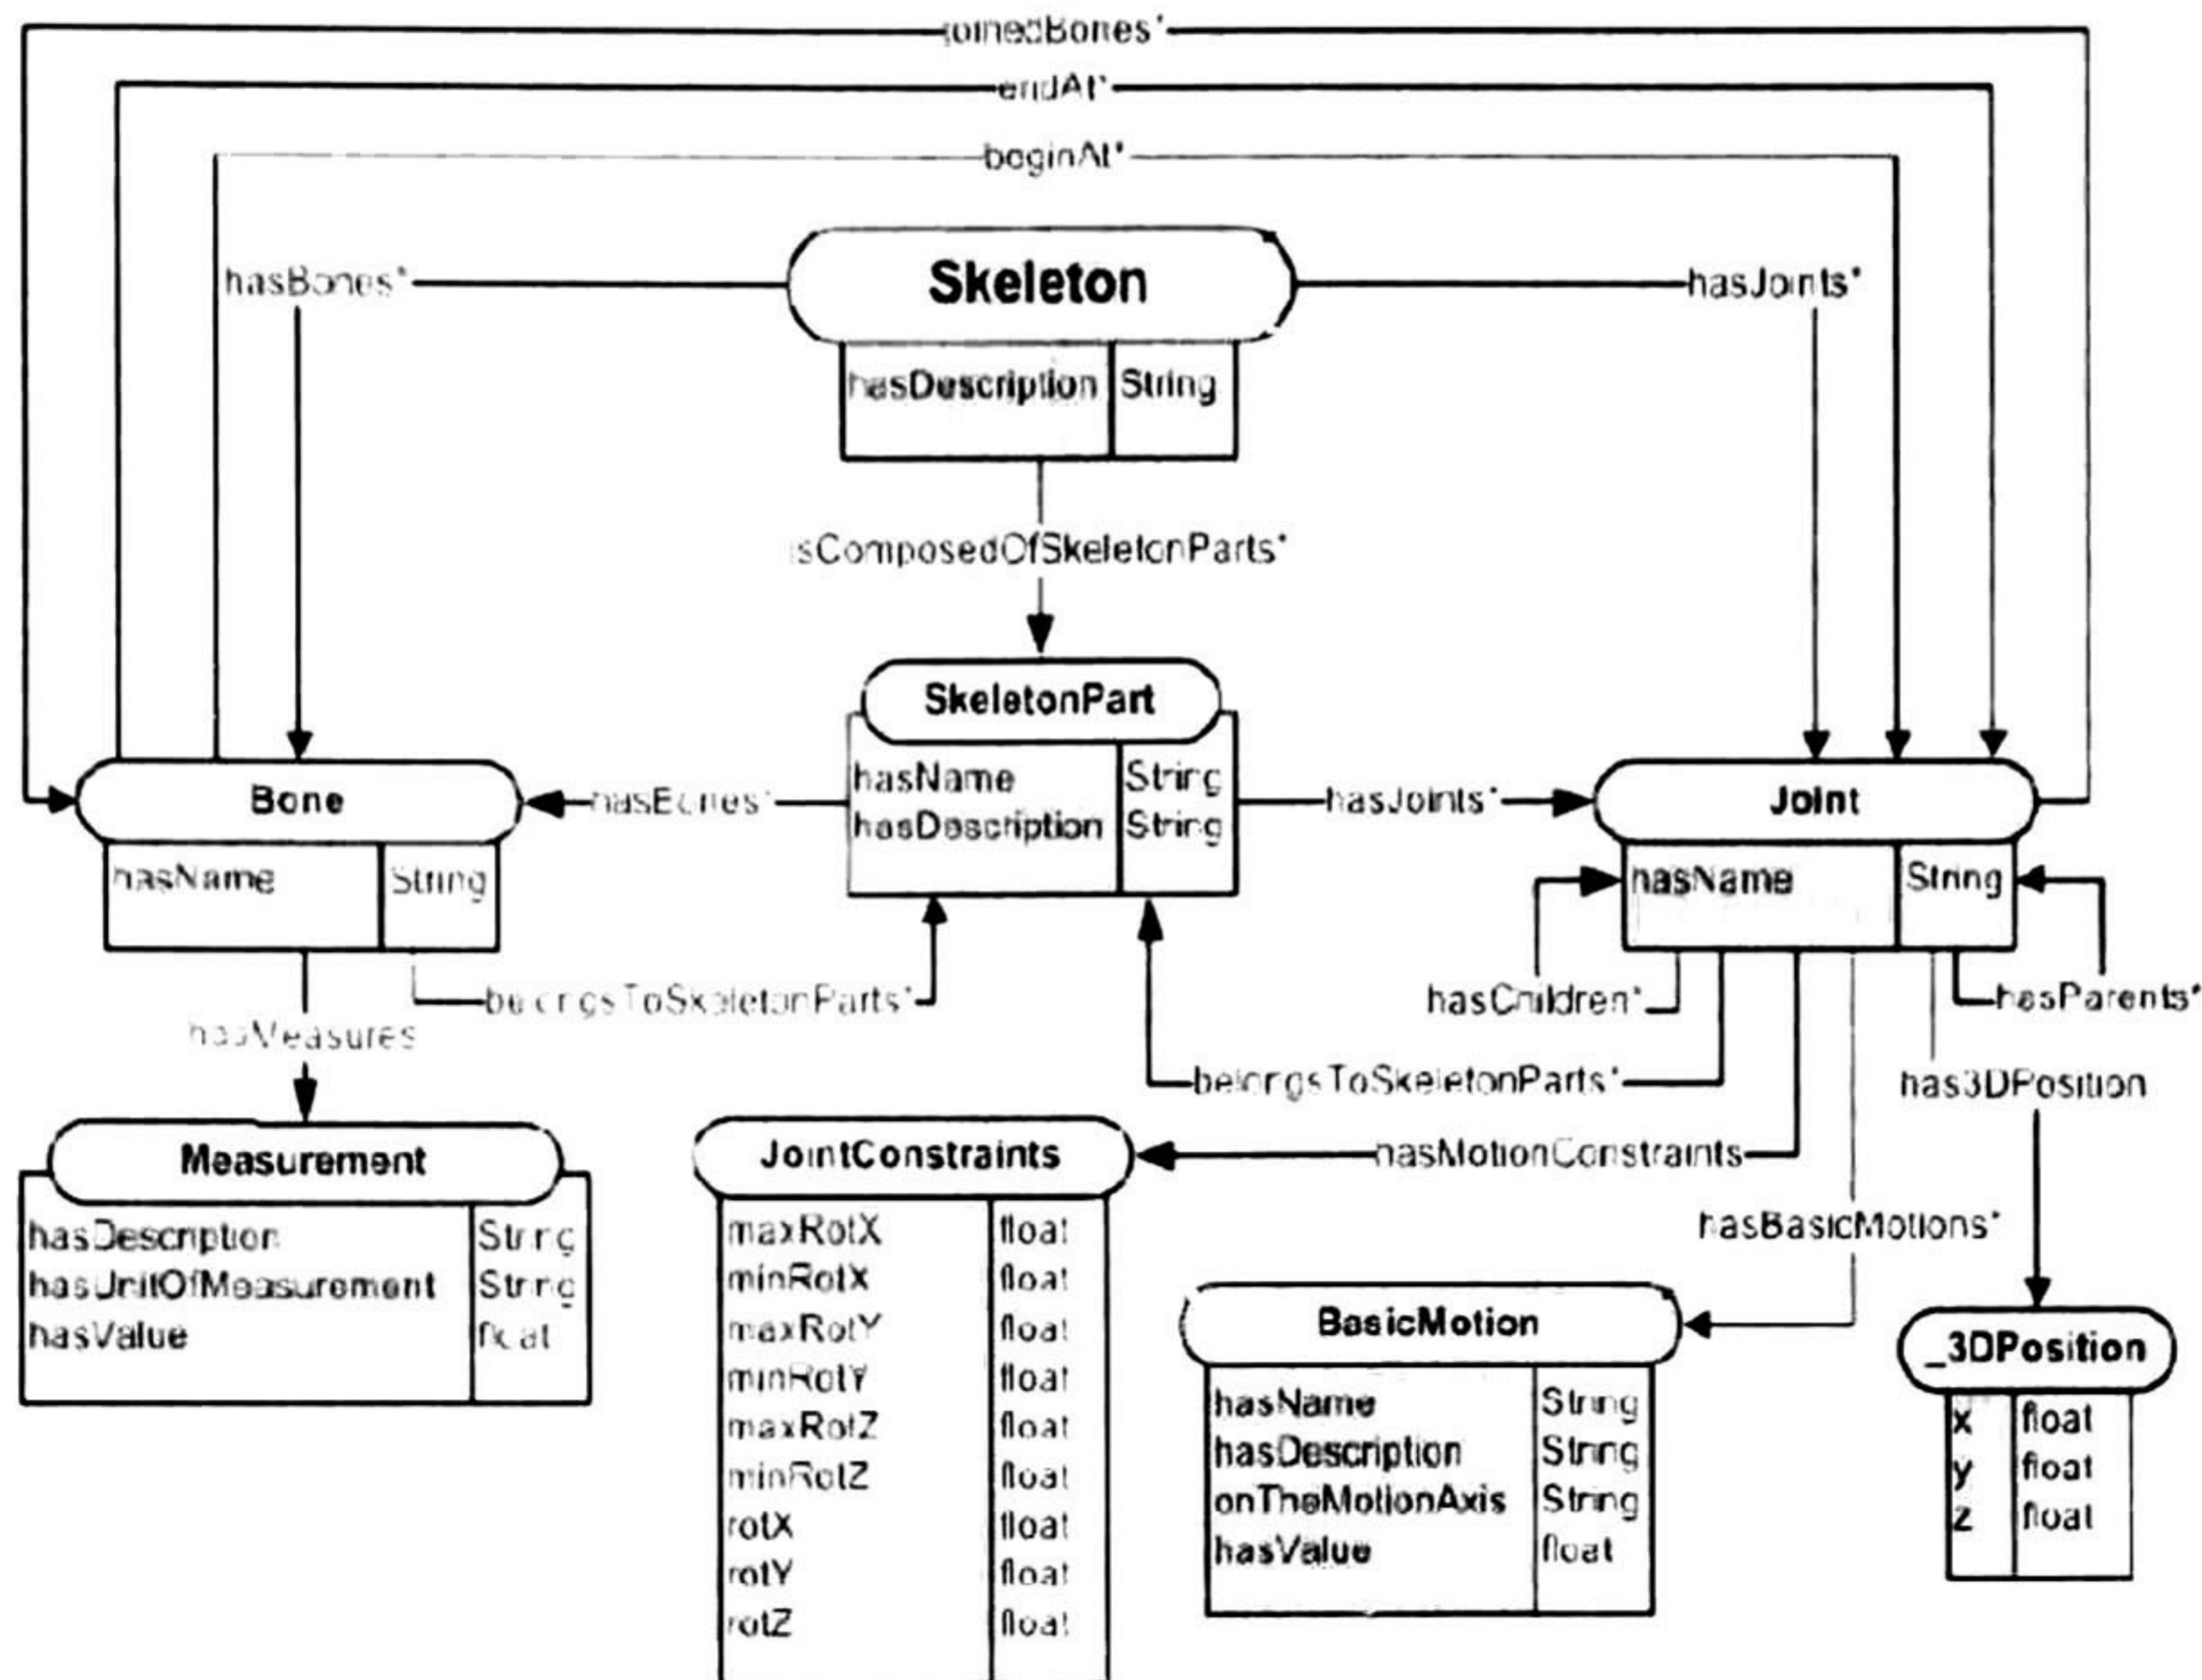 joinedBones*
endAt*
beginAt*
Skeleton
hasBones*
hasJoints*
hasDescription String
isComposedOfSkeletonParts*
SkeletonPart
hasName String
hasDescription String
Bone
hasBones*
hasJoints*
Joint
hasName String
hasName String
hasChildren*
hasParents*
belongsToSkeletonParts*
hasMeasures
belongsToSkeletonParts*
has3DPosition
Measurement
hasDescription String
hasUnitOfMeasurement String
hasValue float
JointConstraints
hasMotionConstraints
maxRotX float
minRotX float
maxRotY float
minRotY float
maxRotZ float
minRotZ float
rotX float
rotY float
rotZ float
hasBasicMotions*
BasicMotion
hasName String
hasDescription String
onTheMotionAxis String
hasValue float
_3DPosition
x float
y float
z float